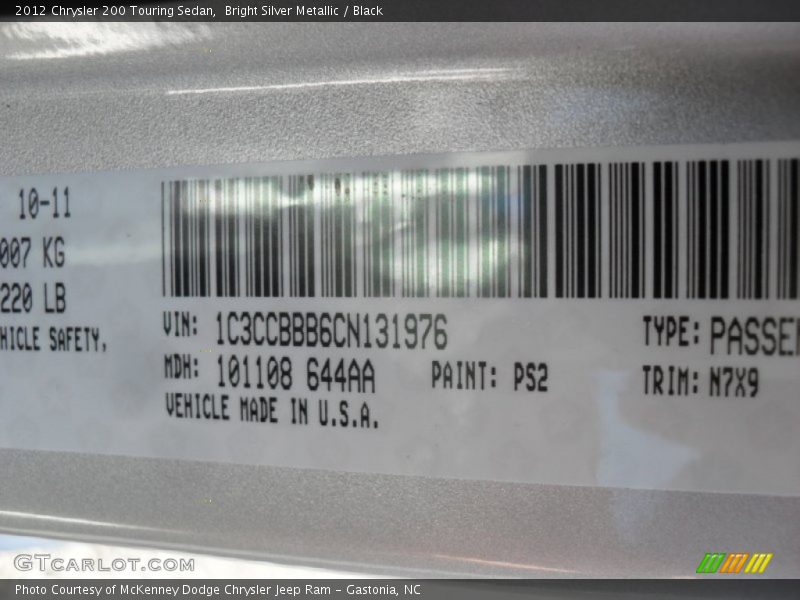 2012 Chrysler 200 Touring Sedan,  Bright Silver Metallic / Black
10-11
007 KG
220 LB
HICLE SAFETY,
VIN: 1C3CCBBB6CN131976 TYPE: PASSE
MDH: 101108 644AA PAINT: PS2 TRIM: N7X9
VEHICLE MADE IN U.S.A.
GTCARLOT.COM
Photo Courtesy of McKenney Dodge Chrysler Jeep Ram – Gastonia, NC